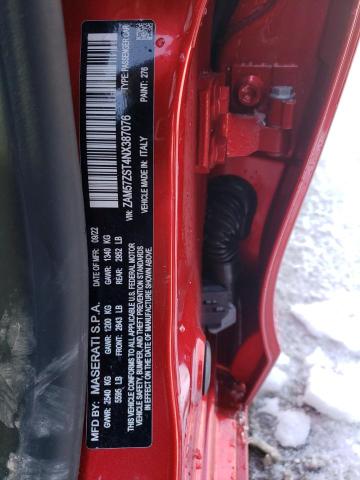 MFD BY: MASERATI S.P.A. DATE OF MFR: 09/22
GVWR: 2540 KG GAWR: 1200 KG GAWR: 1340 KG
5595 LB FRONT: 2643 LB REAR: 2952 LB
THIS VEHICLE CONFORMS TO ALL APPLICABLE U.S. FEDERAL MOTOR
VEHICLE SAFETY, BUMPER, AND THEFT PREVENTION STANDARDS
IN EFFECT ON THE DATE OF MANUFACTURE SHOWN ABOVE.
VIN: ZAM57ZST4NX387076 TYPE: PASSENGER CAR
MADE IN: ITALY PAINT: 276